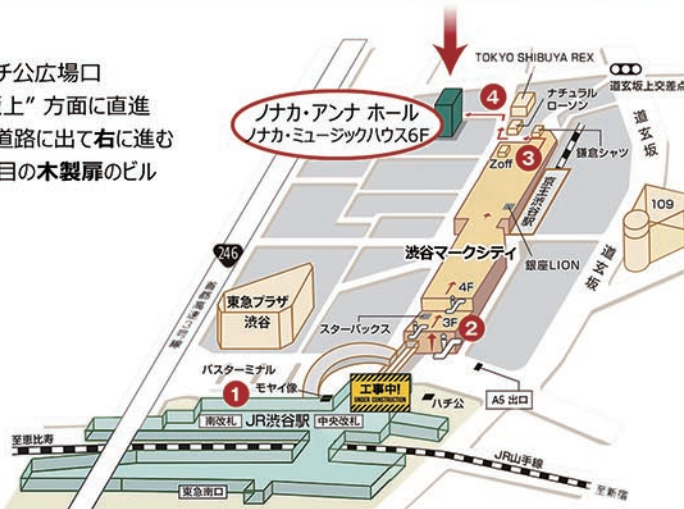 チ公広場口
上” 方面に直進
道路に出て右に進む
目の木製扉のビル
TOKYO SHIBUYA REX
ナチュラル
ローソン
道玄坂上交差点
ノナカ・アンナ ホール
ノナカ・ミュージックハウス6F
4
3
Zoff
鎌倉シャツ
道玄坂
京王渋谷駅
109
渋谷マークシティ
銀座LION
道玄坂
246
首都高速3号線
4F
3F
2
東急プラザ
渋谷
スターバックス
バスターミナル
1
モヤイ像
工事中!
UNDER CONSTRUCTION
ハチ公
A5 出口
南改札
JR渋谷駅
中央改札
至恵比寿
JR山手線
至新宿
東急南口